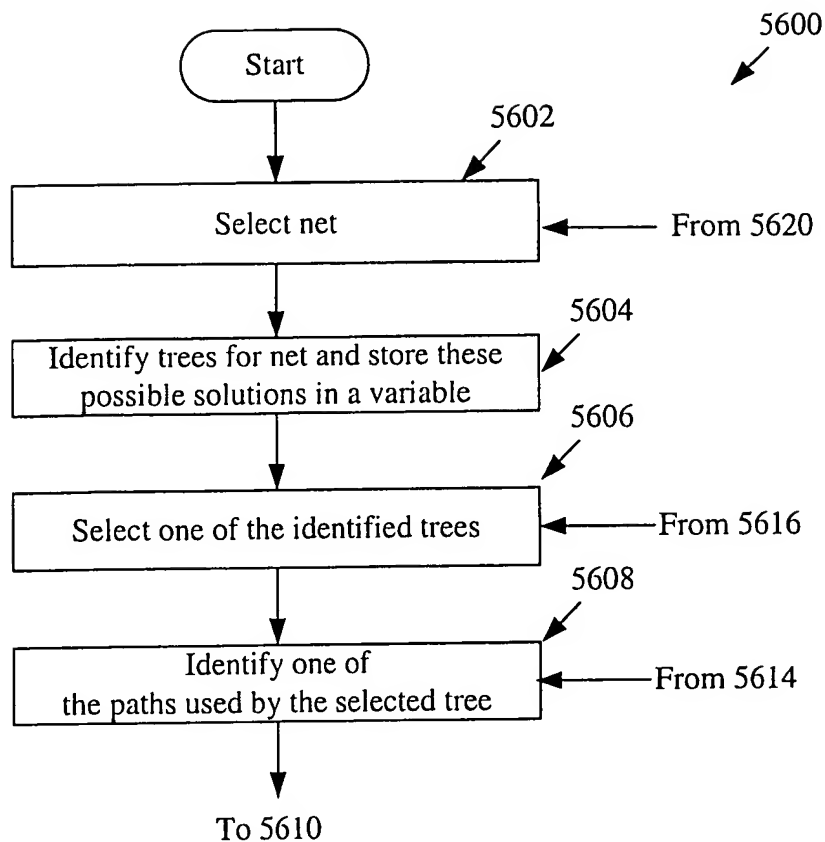 5600
Start
5602
Select net
From 5620
5604
Identify trees for net and store these
possible solutions in a variable
5606
Select one of the identified trees
From 5616
5608
Identify one of
the paths used by the selected tree
From 5614
To 5610